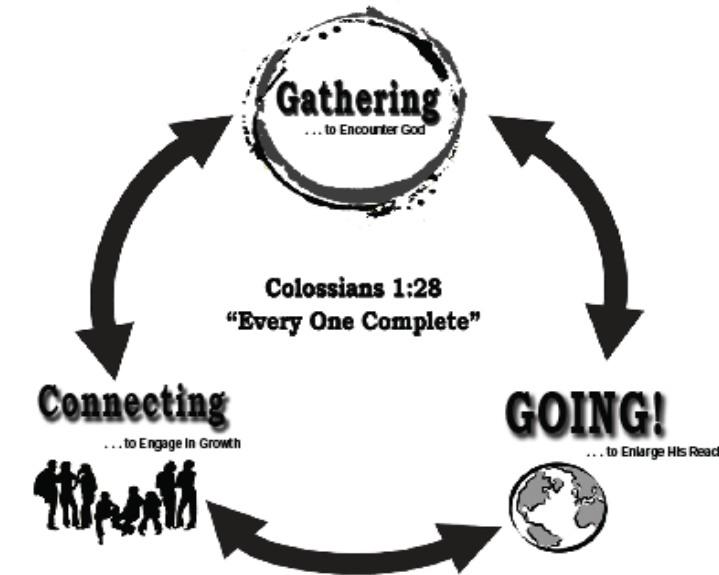 Gathering
. . . to Encounter God
Colossians 1:28
“Every One Complete”
Connecting
. . . to Engage In Growth
GOING!
. . . to Enlarge His Reac